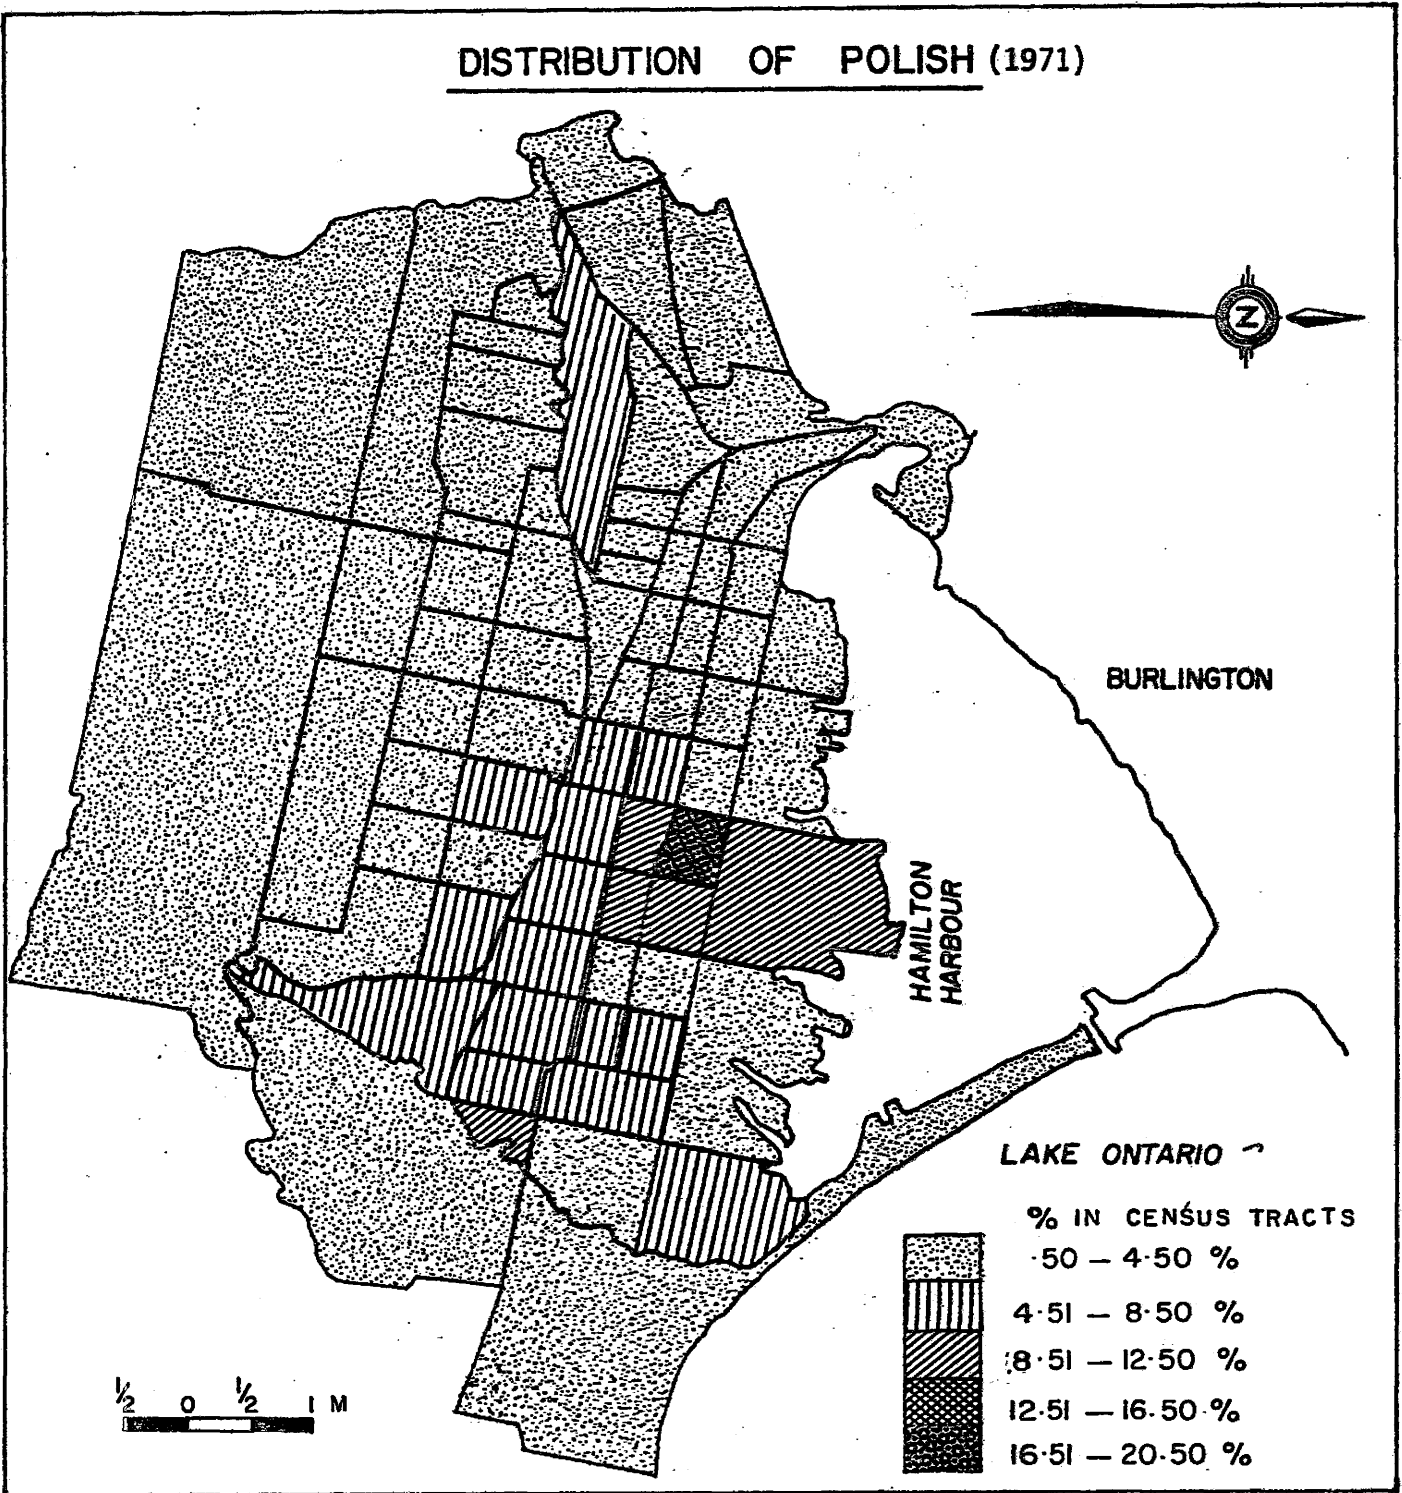 DISTRIBUTION OF POLISH (1971)
N
BURLINGTON
HAMILTON
HARBOUR
LAKE ONTARIO
% IN CENSUS TRACTS
·50 – 4·50 %
4·51 – 8·50 %
8·51 – 12·50 %
12·51 – 16·50 %
16·51 – 20·50 %
½ 0 ½ 1 M